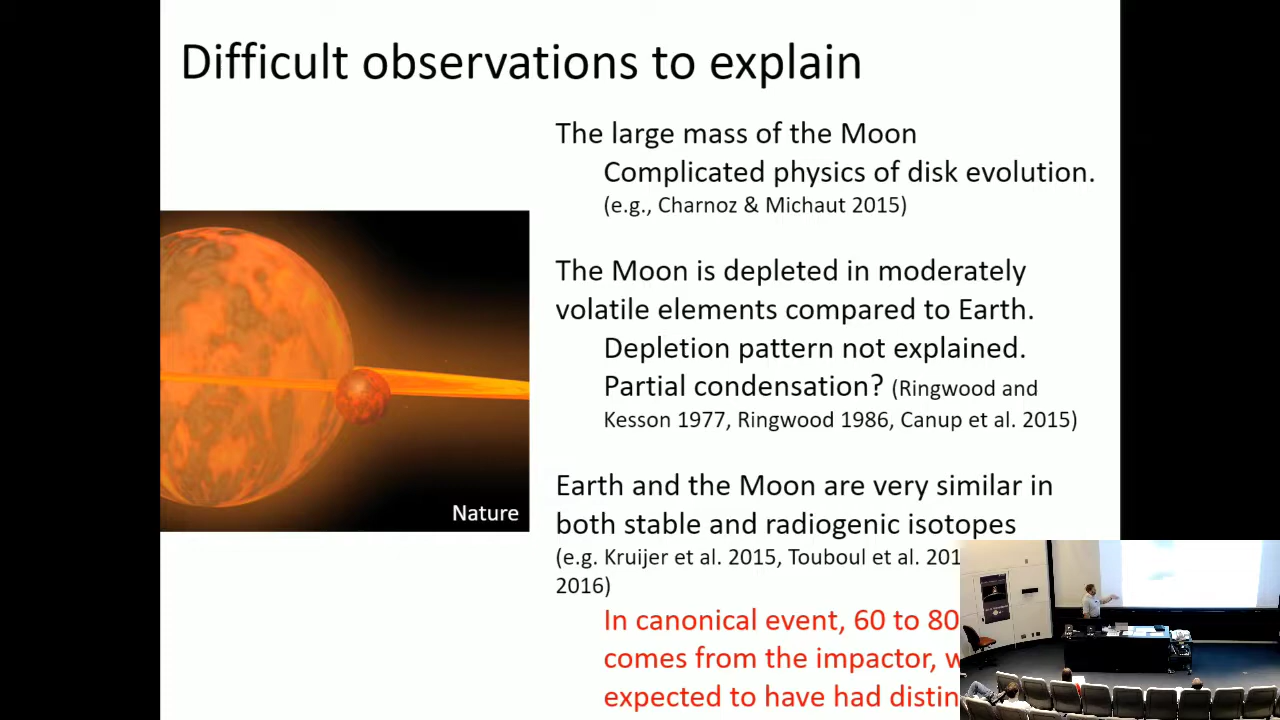 Difficult observations to explain
The large mass of the Moon
Complicated physics of disk evolution.
(e.g., Charnoz & Michaut 2015)
The Moon is depleted in moderately
volatile elements compared to Earth.
Depletion pattern not explained.
Partial condensation? (Ringwood and
Kesson 1977, Ringwood 1986, Canup et al. 2015)
Nature
Earth and the Moon are very similar in
both stable and radiogenic isotopes
(e.g. Kruijer et al. 2015, Touboul et al. 201
2016)
In canonical event, 60 to 80
comes from the impactor, w
expected to have had distin